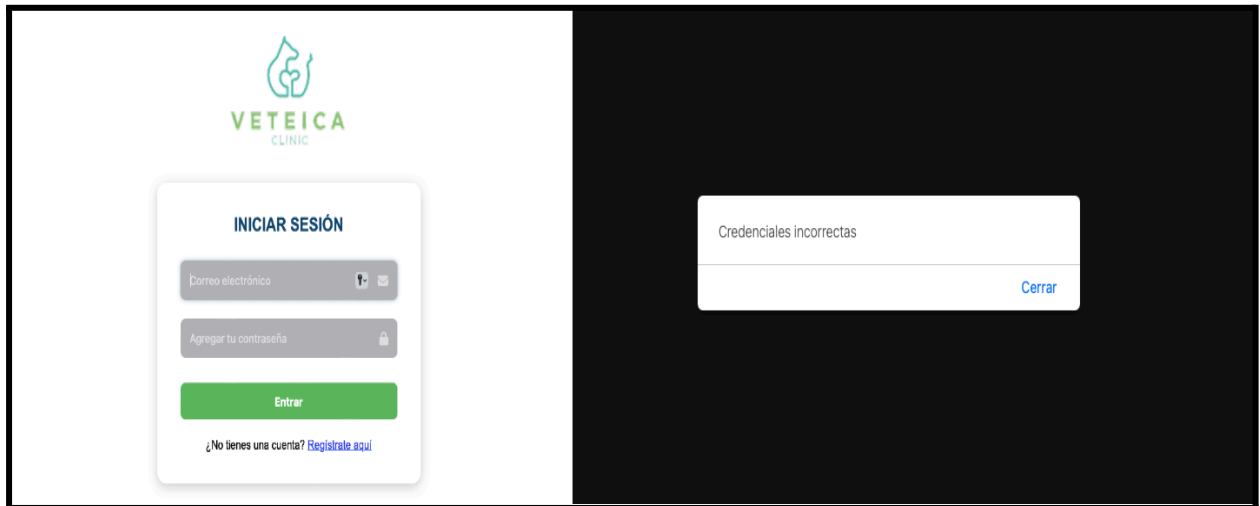 VETEICA
CLINIC
INICIAR SESIÓN
Correo electrónico
Agregar tu contraseña
Entrar
¿No tienes una cuenta? Regístrate aquí
Credenciales incorrectas
Cerrar